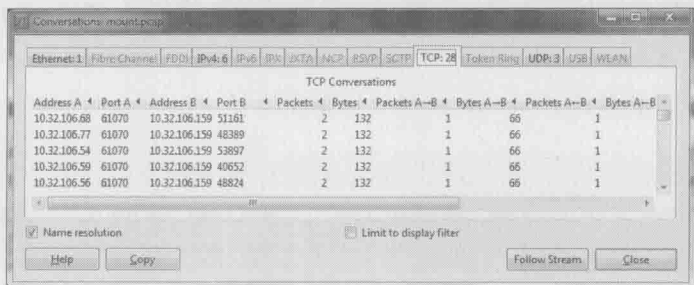 Conversations: mount.pcap
Ethernet: 1 Fibre Channel FDDI IPv4: 6 IPv6 IPX JXTA NCP RSVP SCTP TCP: 28 Token Ring UDP: 3 USB WLAN
TCP Conversations
Address A Port A Address B Port B Packets Bytes Packets A→B Bytes A→B Packets A←B Bytes A←B
10.32.106.68 61070 10.32.106.159 51161 2 132 1 66 1
10.32.106.77 61070 10.32.106.159 48389 2 132 1 66 1
10.32.106.54 61070 10.32.106.159 53897 2 132 1 66 1
10.32.106.59 61070 10.32.106.159 40652 2 132 1 66 1
10.32.106.56 61070 10.32.106.159 48824 2 132 1 66 1
Name resolution Limit to display filter
Help Copy Follow Stream Close